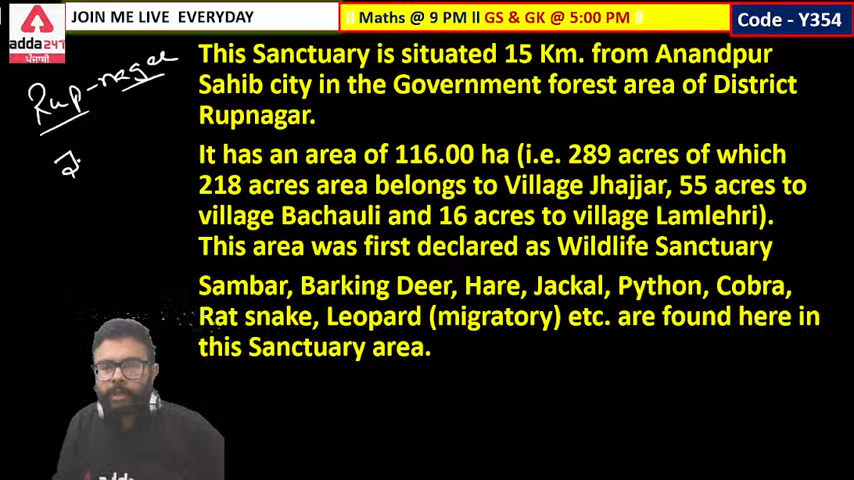 JOIN ME LIVE EVERYDAY
|| Maths @ 9 PM ll GS & GK @ 5:00 PM ||
Code - Y354
adda247
ਪੰਜਾਬੀ
Rup-nagar
This Sanctuary is situated 15 Km. from Anandpur
Sahib city in the Government forest area of District
Rupnagar.
It has an area of 116.00 ha (i.e. 289 acres of which
218 acres area belongs to Village Jhajjar, 55 acres to
village Bachauli and 16 acres to village Lamlehri).
This area was first declared as Wildlife Sanctuary
Sambar, Barking Deer, Hare, Jackal, Python, Cobra,
Rat snake, Leopard (migratory) etc. are found here in
this Sanctuary area.